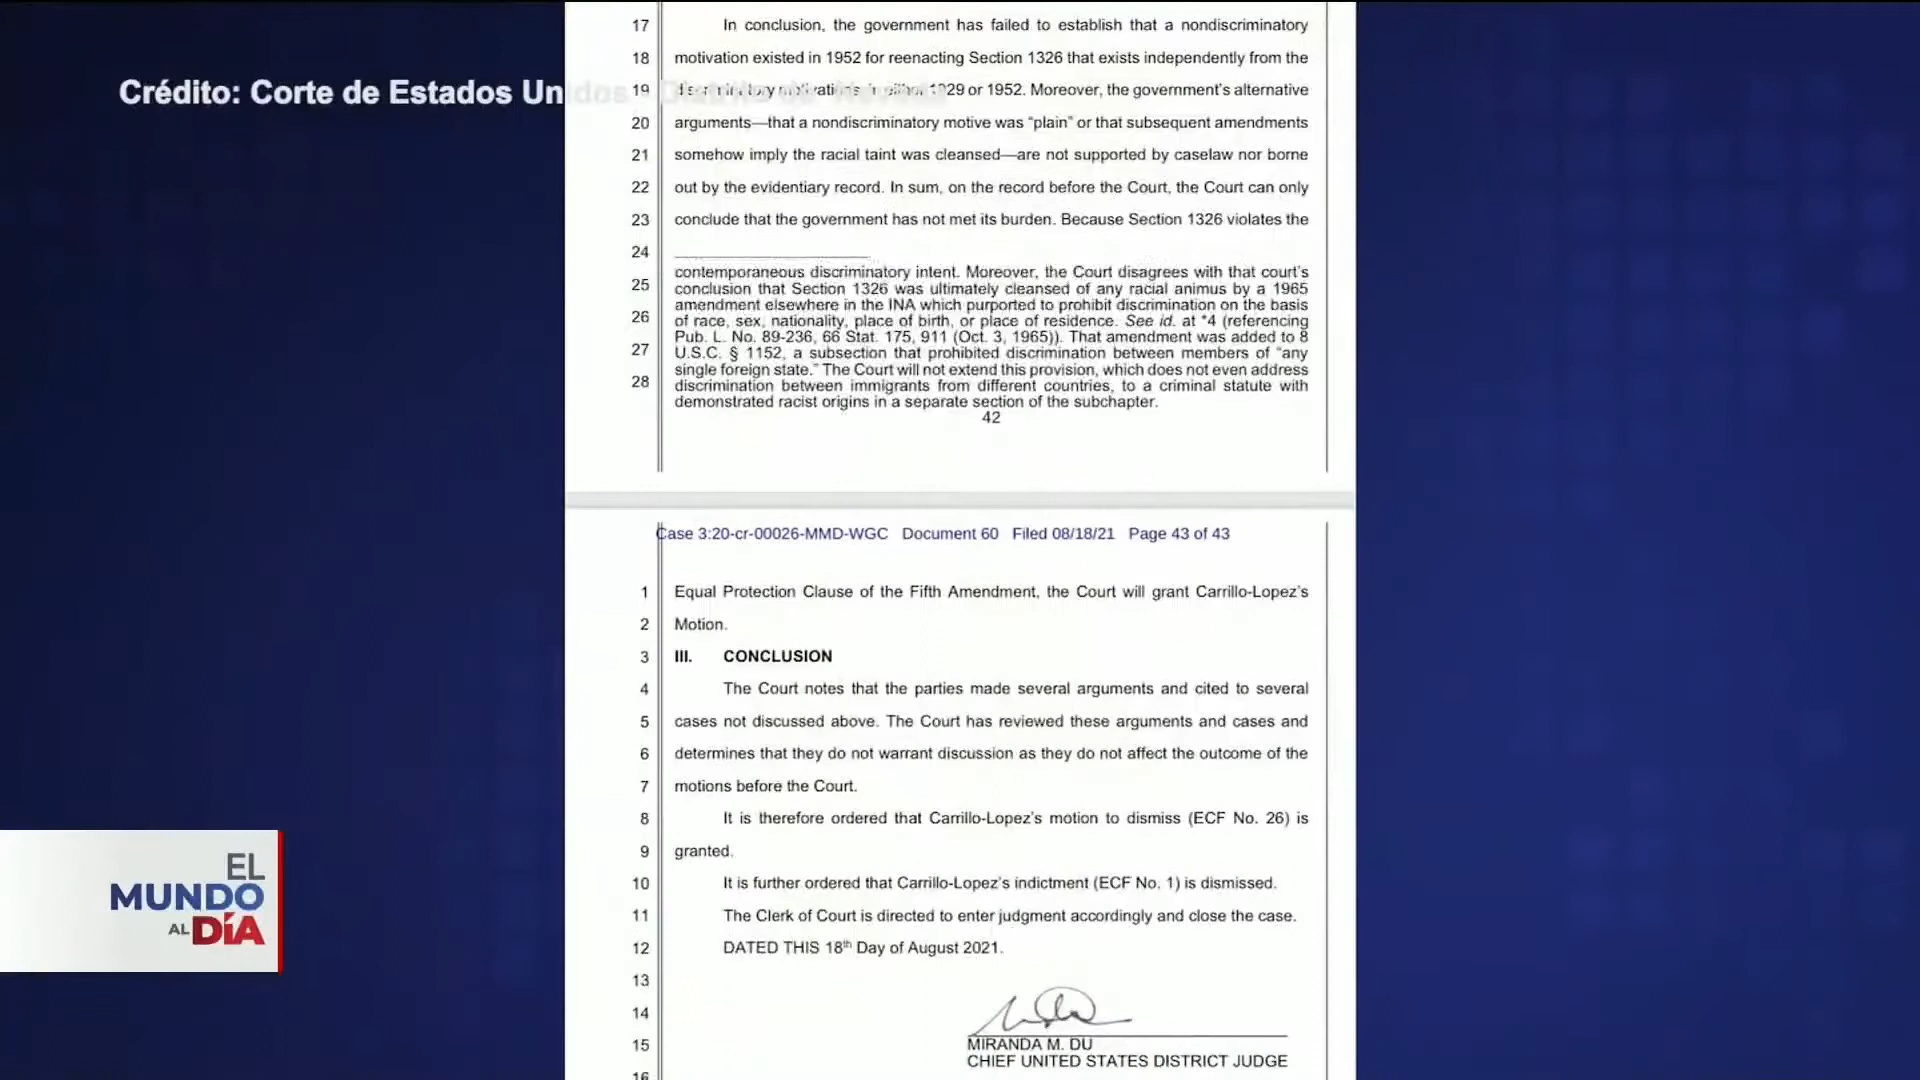 Crédito: Corte de Estados Unidos - Distrito de Nevada
17 In conclusion, the government has failed to establish that a nondiscriminatory
18 motivation existed in 1952 for reenacting Section 1326 that exists independently from the
19 discriminatory motivations in either 1929 or 1952. Moreover, the government's alternative
20 arguments—that a nondiscriminatory motive was “plain” or that subsequent amendments
21 somehow imply the racial taint was cleansed—are not supported by caselaw nor borne
22 out by the evidentiary record. In sum, on the record before the Court, the Court can only
23 conclude that the government has not met its burden. Because Section 1326 violates the
24
contemporaneous discriminatory intent. Moreover, the Court disagrees with that court's
25 conclusion that Section 1326 was ultimately cleansed of any racial animus by a 1965
amendment elsewhere in the INA which purported to prohibit discrimination on the basis
26 of race, sex, nationality, place of birth, or place of residence. See id. at *4 (referencing
Pub. L. No. 89-236, 66 Stat. 175, 911 (Oct. 3, 1965)). That amendment was added to 8
27 U.S.C. § 1152, a subsection that prohibited discrimination between members of “any
single foreign state.” The Court will not extend this provision, which does not even address
28 discrimination between immigrants from different countries, to a criminal statute with
demonstrated racist origins in a separate section of the subchapter.
42
Case 3:20-cr-00026-MMD-WGC Document 60 Filed 08/18/21 Page 43 of 43
1 Equal Protection Clause of the Fifth Amendment, the Court will grant Carrillo-Lopez's
2 Motion.
3 III. CONCLUSION
4 The Court notes that the parties made several arguments and cited to several
5 cases not discussed above. The Court has reviewed these arguments and cases and
6 determines that they do not warrant discussion as they do not affect the outcome of the
7 motions before the Court.
8 It is therefore ordered that Carrillo-Lopez's motion to dismiss (ECF No. 26) is
9 granted.
10 It is further ordered that Carrillo-Lopez's indictment (ECF No. 1) is dismissed.
11 The Clerk of Court is directed to enter judgment accordingly and close the case.
12 DATED THIS 18th Day of August 2021.
13
14
15 MIRANDA M. DU
CHIEF UNITED STATES DISTRICT JUDGE
16
EL
MUNDO
AL DÍA